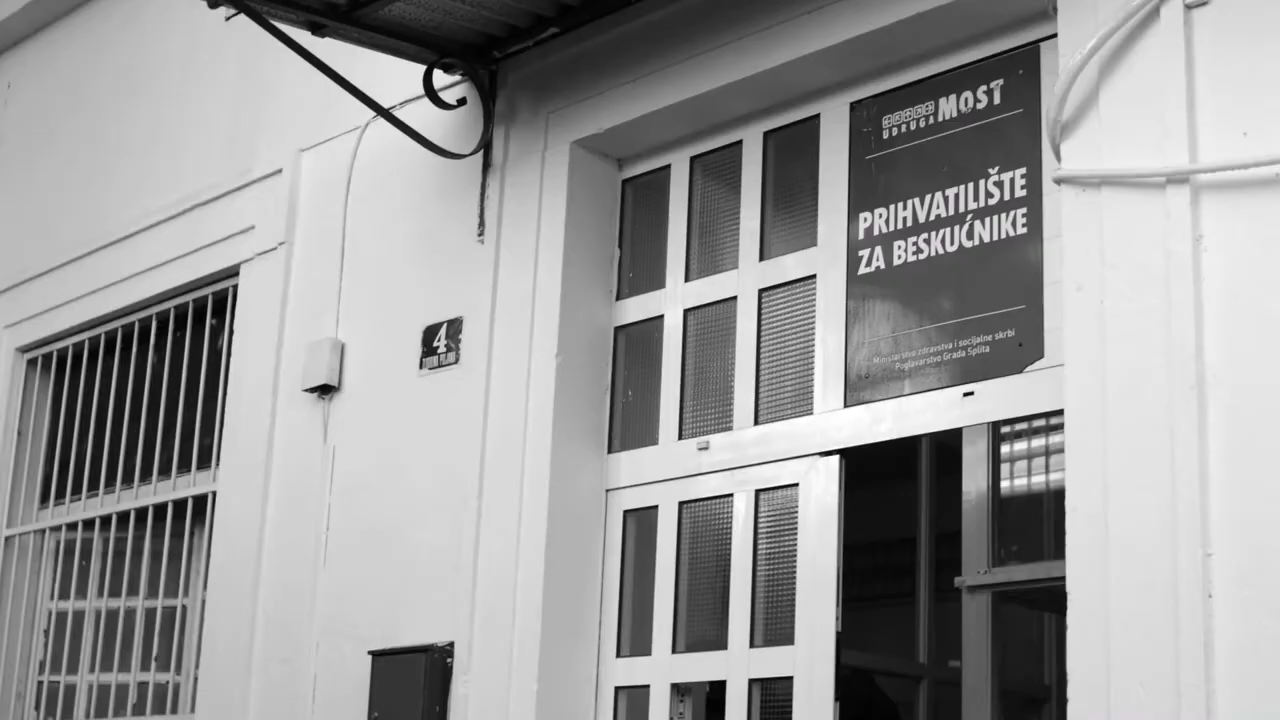 4
UDRUGA MOST
PRIHVATILIŠTE
ZA BESKUĆNIKE
Ministarstvo zdravstva i socijalne skrbi
Poglavarstvo Grada Splita